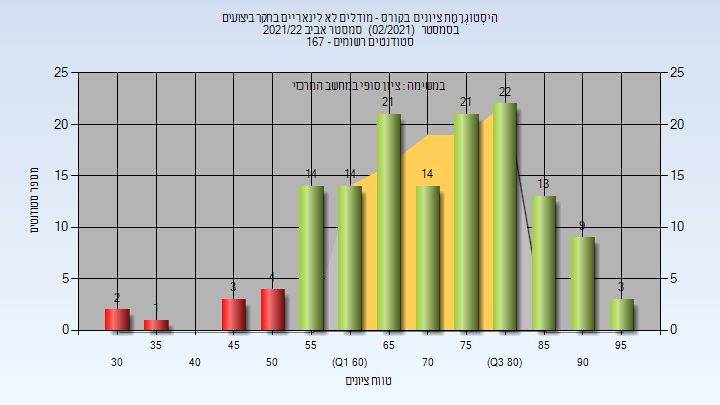 היסטוגרמת ציונים בקורס - מודלים לא לינאריים בחקר ביצועים
בסמסטר (02/2021) סמסטר אביב 2021/22
סטודנטים רשומים - 167
במשימה : ציון סופי במחשב המרכזי
25 25
20 20
15 15
10 10
5 5
0 0
מספר סטודנטים
2 1 3 4 14 14 21 14 21 22 13 9 3
35 45 55 65 75 85 95
30 40 50 (Q1 60) 70 (Q3 80) 90
טווח ציונים